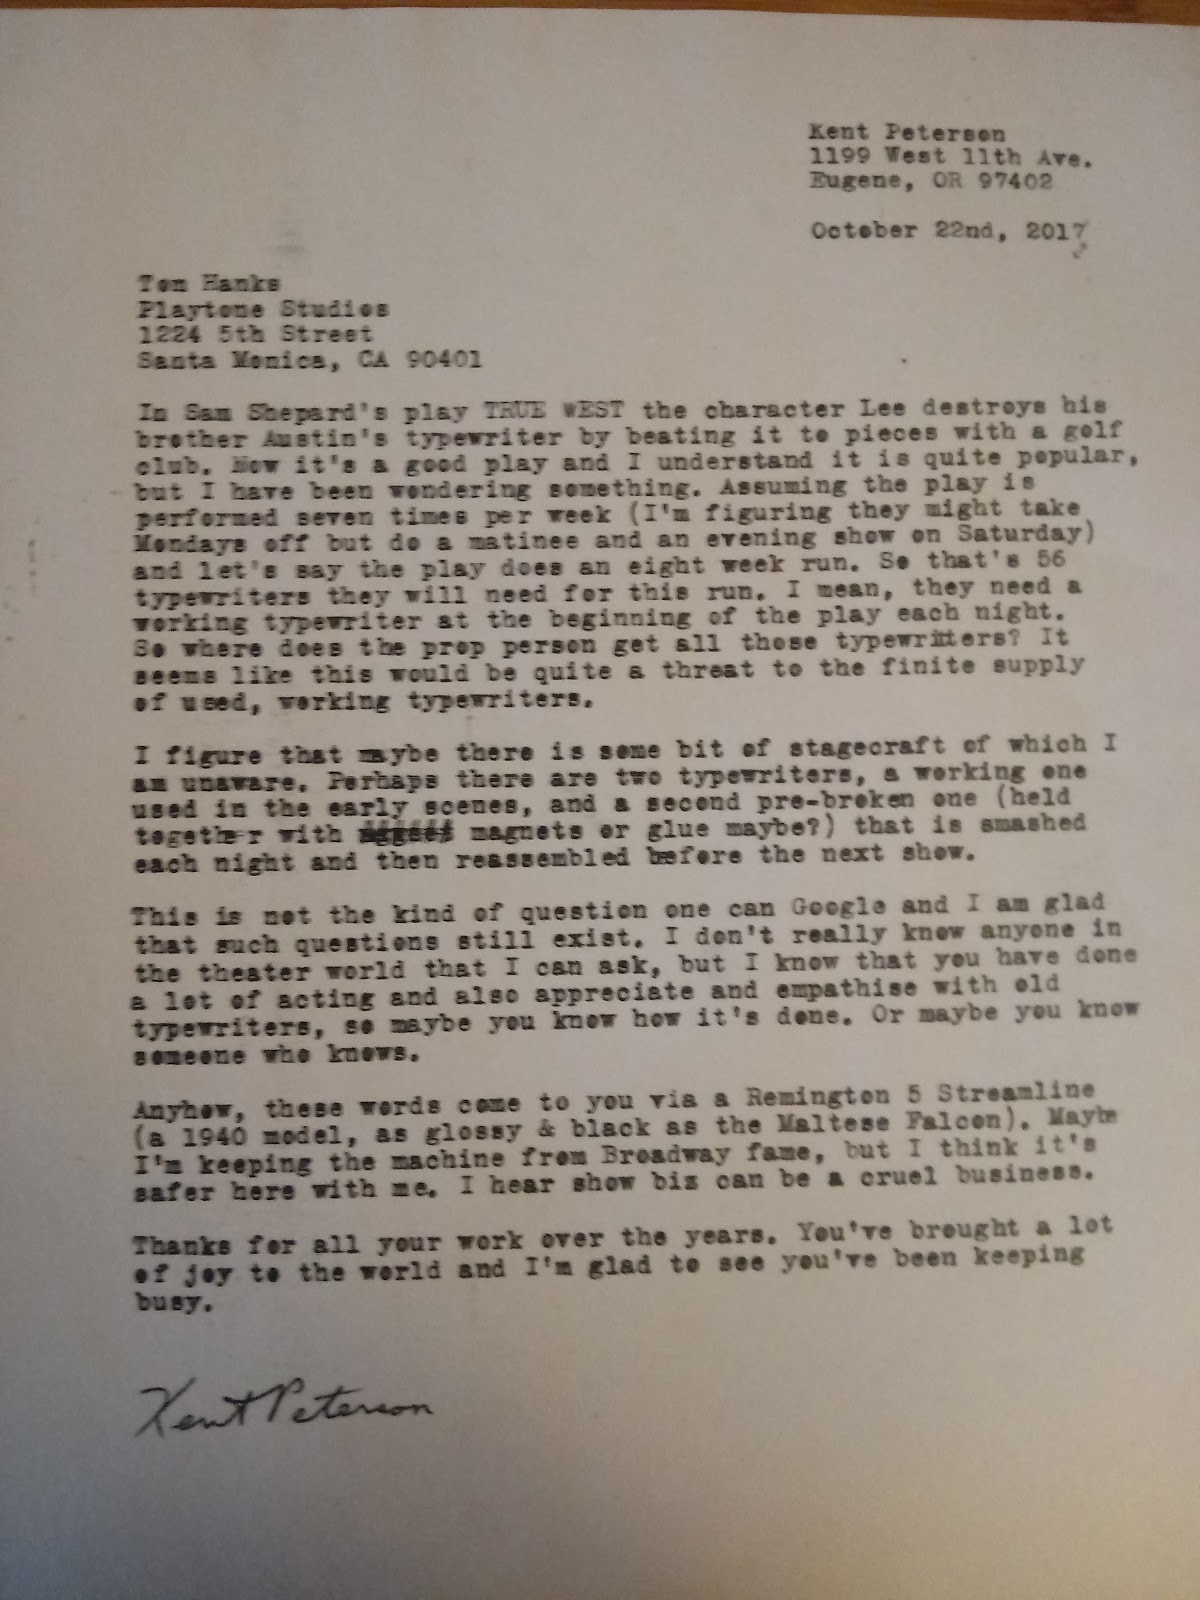 Kent Peterson
1199 West 11th Ave.
Eugene, OR 97402
October 22nd, 2017
Tom Hanks
Playtone Studios
1224 5th Street
Santa Monica, CA 90401
In Sam Shepard's play TRUE WEST the character Lee destroys his
brother Austin's typewriter by beating it to pieces with a golf
club. Now it's a good play and I understand it is quite popular,
but I have been wondering something. Assuming the play is
performed seven times per week (I'm figuring they might take
Mondays off but do a matinee and an evening show on Saturday)
and let's say the play does an eight week run. So that's 56
typewriters they will need for this run. I mean, they need a
working typewriter at the beginning of the play each night.
So where does the prop person get all those typewriters? It
seems like this would be quite a threat to the finite supply
of used, working typewriters.
I figure that maybe there is some bit of stagecraft of which I
am unaware. Perhaps there are two typewriters, a working one
used in the early scenes, and a second pre-broken one (held
together with magnets or glue maybe?) that is smashed
each night and then reassembled before the next show.
This is not the kind of question one can Google and I am glad
that such questions still exist. I don't really know anyone in
the theater world that I can ask, but I know that you have done
a lot of acting and also appreciate and empathise with old
typewriters, so maybe you know how it's done. Or maybe you know
someone who knows.
Anyhow, these words come to you via a Remington 5 Streamline
(a 1940 model, as glossy & black as the Maltese Falcon). Maybe
I'm keeping the machine from Broadway fame, but I think it's
safer here with me. I hear show biz can be a cruel business.
Thanks for all your work over the years. You've brought a lot
of joy to the world and I'm glad to see you've been keeping
busy.
Kent Peterson